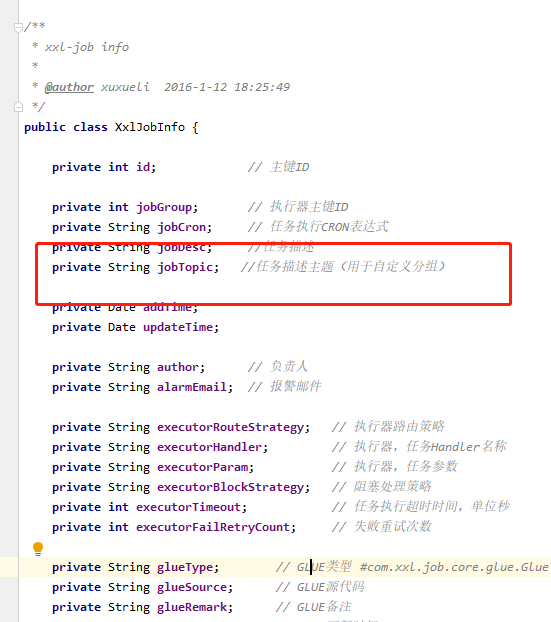 /**
* xxl-job info
*
* @author xuxueli 2016-1-12 18:25:49
*/
public class XxlJobInfo {
private int id; // 主键ID
private int jobGroup; // 执行器主键ID
private String jobCron; // 任务执行CRON表达式
private String jobDesc; //任务描述
private String jobTopic; //任务描述主题（用于自定义分组）
private Date addTime;
private Date updateTime;
private String author; // 负责人
private String alarmEmail; // 报警邮件
private String executorRouteStrategy; // 执行器路由策略
private String executorHandler; // 执行器，任务Handler名称
private String executorParam; // 执行器，任务参数
private String executorBlockStrategy; // 阻塞处理策略
private int executorTimeout; // 任务执行超时时间，单位秒
private int executorFailRetryCount; // 失败重试次数
private String glueType; // GLUE类型 #com.xxl.job.core.glue.Glue
private String glueSource; // GLUE源代码
private String glueRemark; // GLUE备注